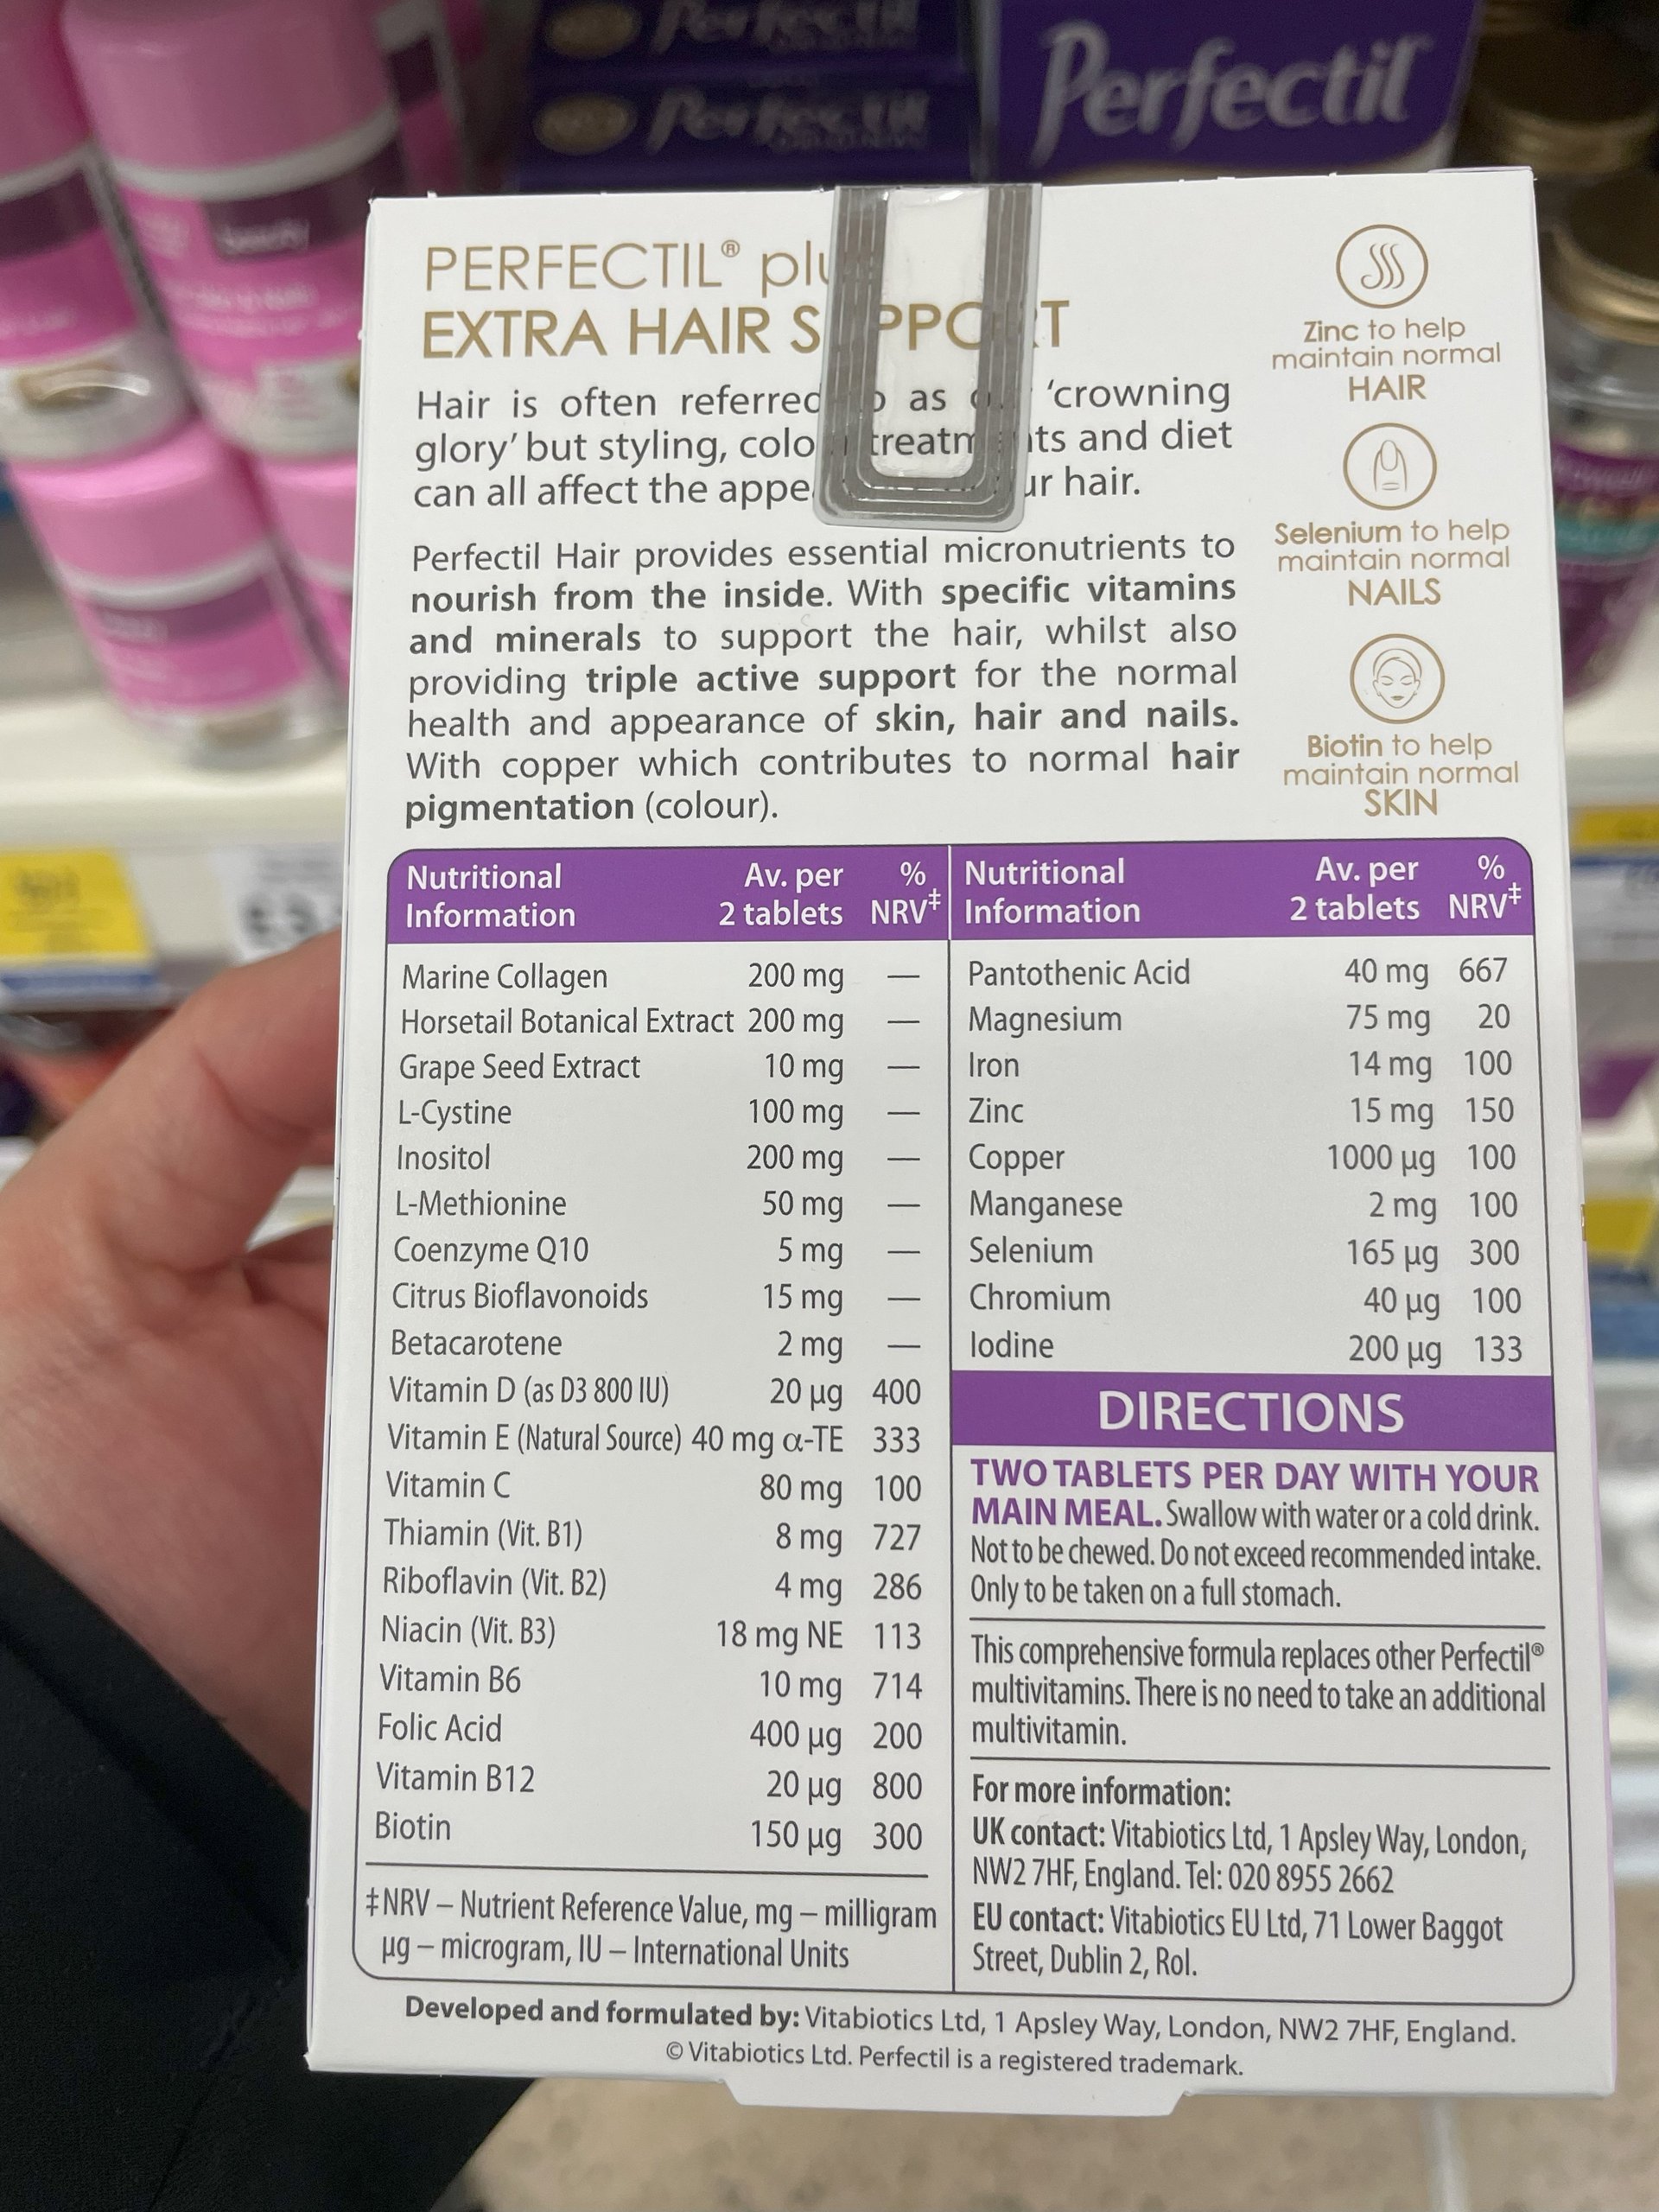 Perfectil
Perfectil
Perfectil
PERFECTIL® plu
EXTRA HAIR S PPO T
Hair is often referred as 'crowning
glory' but styling, colo treatm ts and diet
can all affect the appe ur hair.
Perfectil Hair provides essential micronutrients to
nourish from the inside. With specific vitamins
and minerals to support the hair, whilst also
providing triple active support for the normal
health and appearance of skin, hair and nails.
With copper which contributes to normal hair
pigmentation (colour).
Zinc to help
maintain normal
HAIR
Selenium to help
maintain normal
NAILS
Biotin to help
maintain normal
SKIN
Nutritional Information Av. per 2 tablets % NRV‡
Marine Collagen 200 mg —
Horsetail Botanical Extract 200 mg —
Grape Seed Extract 10 mg —
L-Cystine 100 mg —
Inositol 200 mg —
L-Methionine 50 mg —
Coenzyme Q10 5 mg —
Citrus Bioflavonoids 15 mg —
Betacarotene 2 mg —
Vitamin D (as D3 800 IU) 20 µg 400
Vitamin E (Natural Source) 40 mg α-TE 333
Vitamin C 80 mg 100
Thiamin (Vit. B1) 8 mg 727
Riboflavin (Vit. B2) 4 mg 286
Niacin (Vit. B3) 18 mg NE 113
Vitamin B6 10 mg 714
Folic Acid 400 µg 200
Vitamin B12 20 µg 800
Biotin 150 µg 300
‡NRV – Nutrient Reference Value, mg – milligram
µg – microgram, IU – International Units
Nutritional Information Av. per 2 tablets % NRV‡
Pantothenic Acid 40 mg 667
Magnesium 75 mg 20
Iron 14 mg 100
Zinc 15 mg 150
Copper 1000 µg 100
Manganese 2 mg 100
Selenium 165 µg 300
Chromium 40 µg 100
Iodine 200 µg 133
DIRECTIONS
TWO TABLETS PER DAY WITH YOUR
MAIN MEAL. Swallow with water or a cold drink.
Not to be chewed. Do not exceed recommended intake.
Only to be taken on a full stomach.
This comprehensive formula replaces other Perfectil®
multivitamins. There is no need to take an additional
multivitamin.
For more information:
UK contact: Vitabiotics Ltd, 1 Apsley Way, London,
NW2 7HF, England. Tel: 020 8955 2662
EU contact: Vitabiotics EU Ltd, 71 Lower Baggot
Street, Dublin 2, RoI.
Developed and formulated by: Vitabiotics Ltd, 1 Apsley Way, London, NW2 7HF, England.
© Vitabiotics Ltd. Perfectil is a registered trademark.